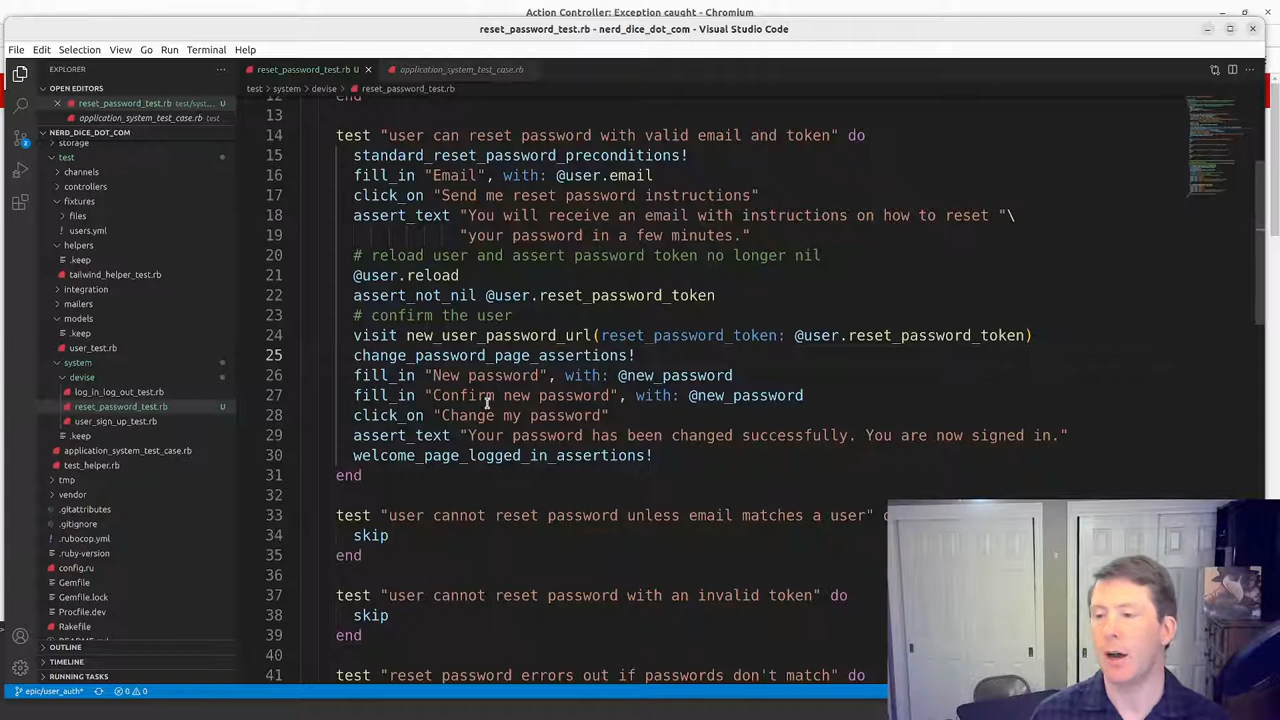 Action Controller: Exception caught - Chromium
reset_password_test.rb - nerd_dice_dot_com - Visual Studio Code
File Edit Selection View Go Run Terminal Help
EXPLORER
reset_password_test.rb U
application_system_test_case.rb
OPEN EDITORS
test > system > devise > reset_password_test.rb
reset_password_test.rb test/syst... U
application_system_test_case.rb test
NERD_DICE_DOT_COM
storage
test
channels
controllers
fixtures
files
users.yml
helpers
.keep
tailwind_helper_test.rb
integration
mailers
models
.keep
user_test.rb
system
devise
log_in_log_out_test.rb
reset_password_test.rb U
user_sign_up_test.rb
.keep
application_system_test_case.rb
test_helper.rb
tmp
vendor
.gitattributes
.gitignore
.rubocop.yml
.ruby-version
config.ru
Gemfile
Gemfile.lock
Procfile.dev
Rakefile
README.md
OUTLINE
TIMELINE
RUNNING TASKS
12 end
13
14 test "user can reset password with valid email and token" do
15 standard_reset_password_preconditions!
16 fill_in "Email", with: @user.email
17 click_on "Send me reset password instructions"
18 assert_text "You will receive an email with instructions on how to reset "\
19 "your password in a few minutes."
20 # reload user and assert password token no longer nil
21 @user.reload
22 assert_not_nil @user.reset_password_token
23 # confirm the user
24 visit new_user_password_url(reset_password_token: @user.reset_password_token)
25 change_password_page_assertions!
26 fill_in "New password", with: @new_password
27 fill_in "Confirm new password", with: @new_password
28 click_on "Change my password"
29 assert_text "Your password has been changed successfully. You are now signed in."
30 welcome_page_logged_in_assertions!
31 end
32
33 test "user cannot reset password unless email matches a user"
34 skip
35 end
36
37 test "user cannot reset password with an invalid token" do
38 skip
39 end
40
41 test "reset password errors out if passwords don't match" do
epic/user_auth* 0 0